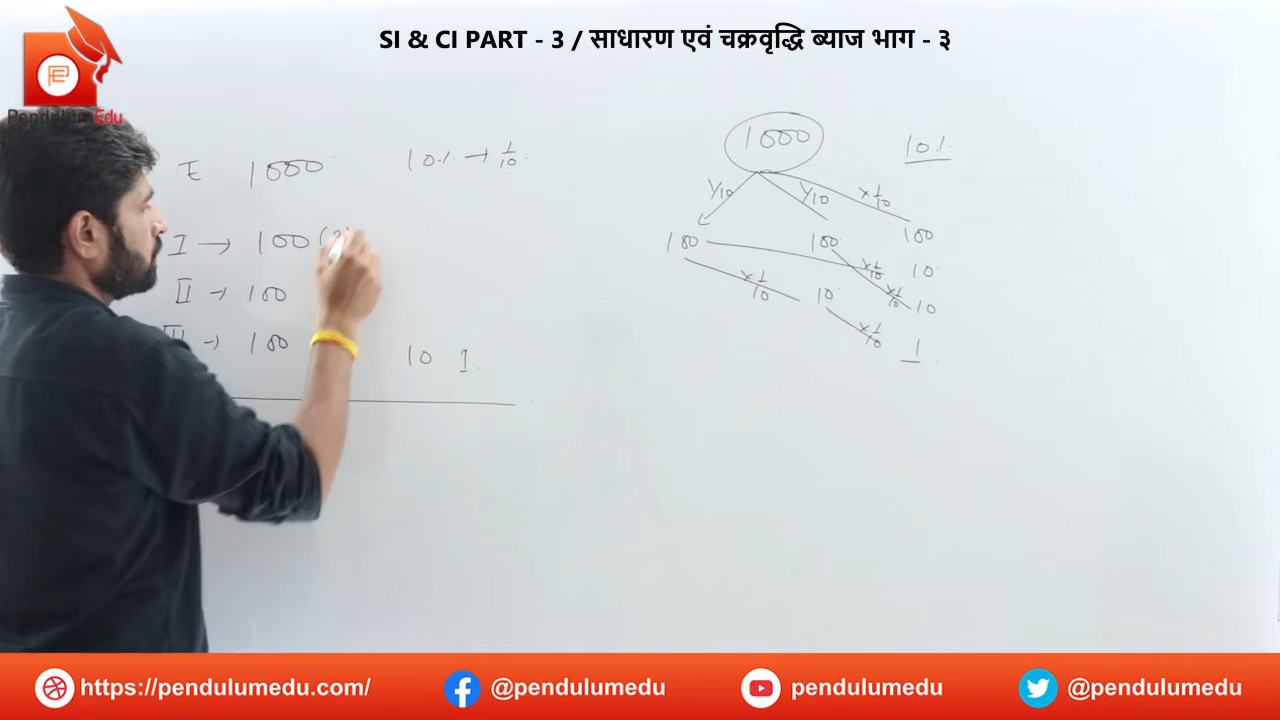 SI & CI PART - 3 / साधारण एवं चक्रवृद्धि ब्याज भाग - ३
PE
PendulumEdu
1000 10% → 1/10
I → 100 (
II → 100
III → 100 10 1
1000 10%
1/10 1/10 × 1/10
100 100 100
× 1/10 10
× 1/10 10 × 1/10 10
× 1/10 1
https://pendulumedu.com/ @pendulumedu pendulumedu @pendulumedu